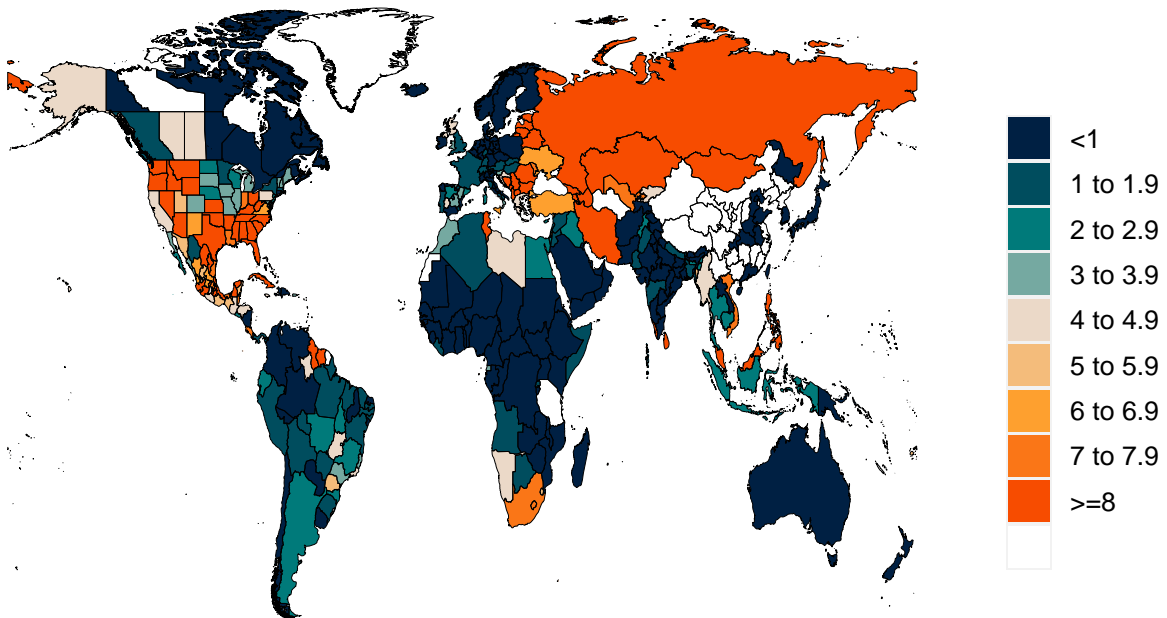 <1
1 to 1.9
2 to 2.9
3 to 3.9
4 to 4.9
5 to 5.9
6 to 6.9
7 to 7.9
>=8